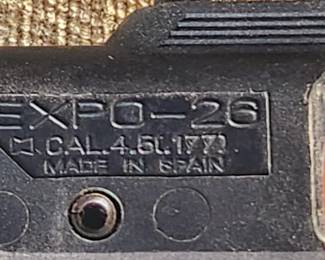 EXPO-26
CAL.4.5(.177).
MADE IN SPAIN